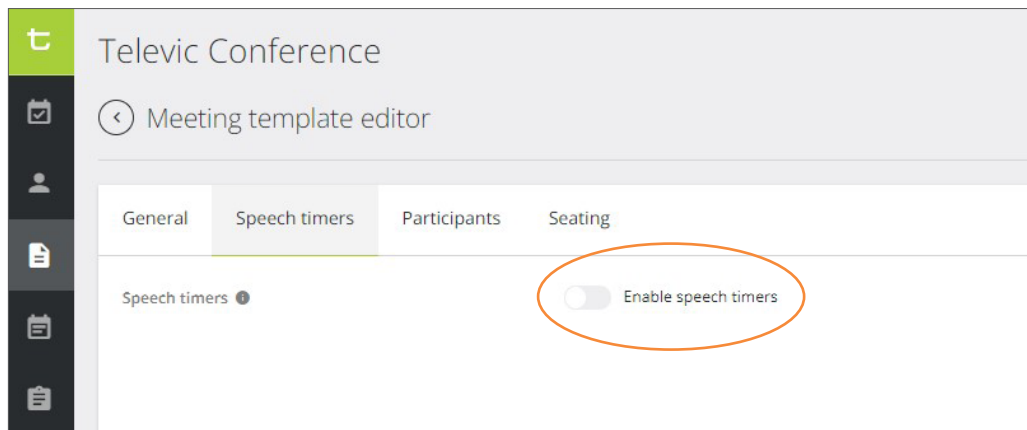 t
Televic Conference
Meeting template editor
General Speech timers Participants Seating
Speech timers Enable speech timers